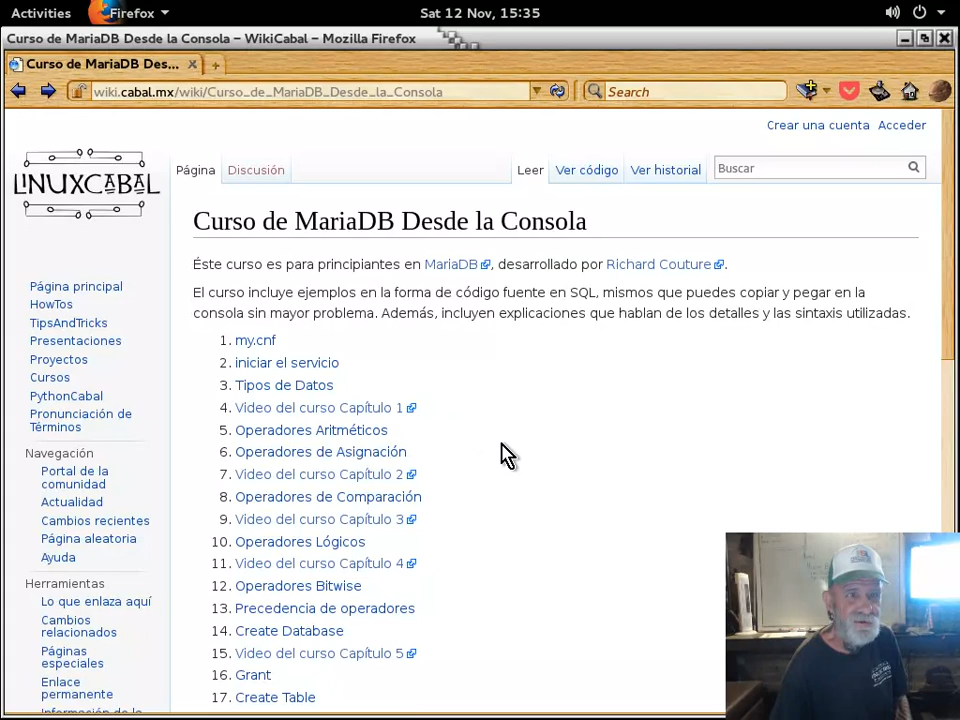 Activities Firefox Sat 12 Nov, 15:35
Curso de MariaDB Desde la Consola – WikiCabal – Mozilla Firefox
Curso de MariaDB Des...
wiki.cabal.mx/wiki/Curso_de_MariaDB_Desde_la_Consola Search
Crear una cuenta Acceder
LINUXCABAL
Página Discusión Leer Ver código Ver historial Buscar
Curso de MariaDB Desde la Consola
Éste curso es para principiantes en MariaDB, desarrollado por Richard Couture.
El curso incluye ejemplos en la forma de código fuente en SQL, mismos que puedes copiar y pegar en la
consola sin mayor problema. Además, incluyen explicaciones que hablan de los detalles y las sintaxis utilizadas.
1. my.cnf
2. iniciar el servicio
3. Tipos de Datos
4. Video del curso Capítulo 1
5. Operadores Aritméticos
6. Operadores de Asignación
7. Video del curso Capítulo 2
8. Operadores de Comparación
9. Video del curso Capítulo 3
10. Operadores Lógicos
11. Video del curso Capítulo 4
12. Operadores Bitwise
13. Precedencia de operadores
14. Create Database
15. Video del curso Capítulo 5
16. Grant
17. Create Table
Página principal
HowTos
TipsAndTricks
Presentaciones
Proyectos
Cursos
PythonCabal
Pronunciación de
Términos
Navegación
Portal de la
comunidad
Actualidad
Cambios recientes
Página aleatoria
Ayuda
Herramientas
Lo que enlaza aquí
Cambios
relacionados
Páginas
especiales
Enlace
permanente
Información de la